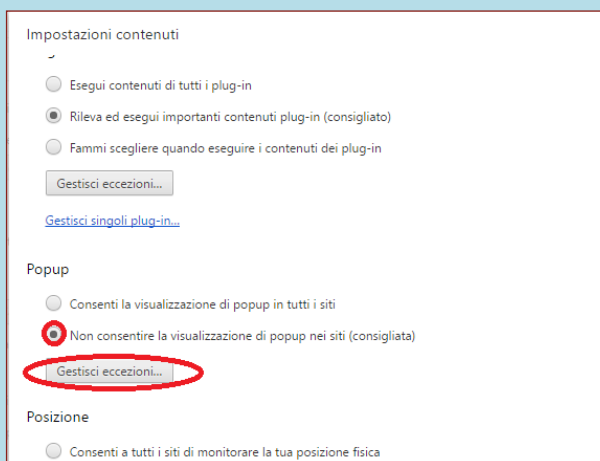 Impostazioni contenuti
Esegui contenuti di tutti i plug-in
Rileva ed esegui importanti contenuti plug-in (consigliato)
Fammi scegliere quando eseguire i contenuti dei plug-in
Gestisci eccezioni...
Gestisci singoli plug-in...
Popup
Consenti la visualizzazione di popup in tutti i siti
Non consentire la visualizzazione di popup nei siti (consigliata)
Gestisci eccezioni...
Posizione
Consenti a tutti i siti di monitorare la tua posizione fisica